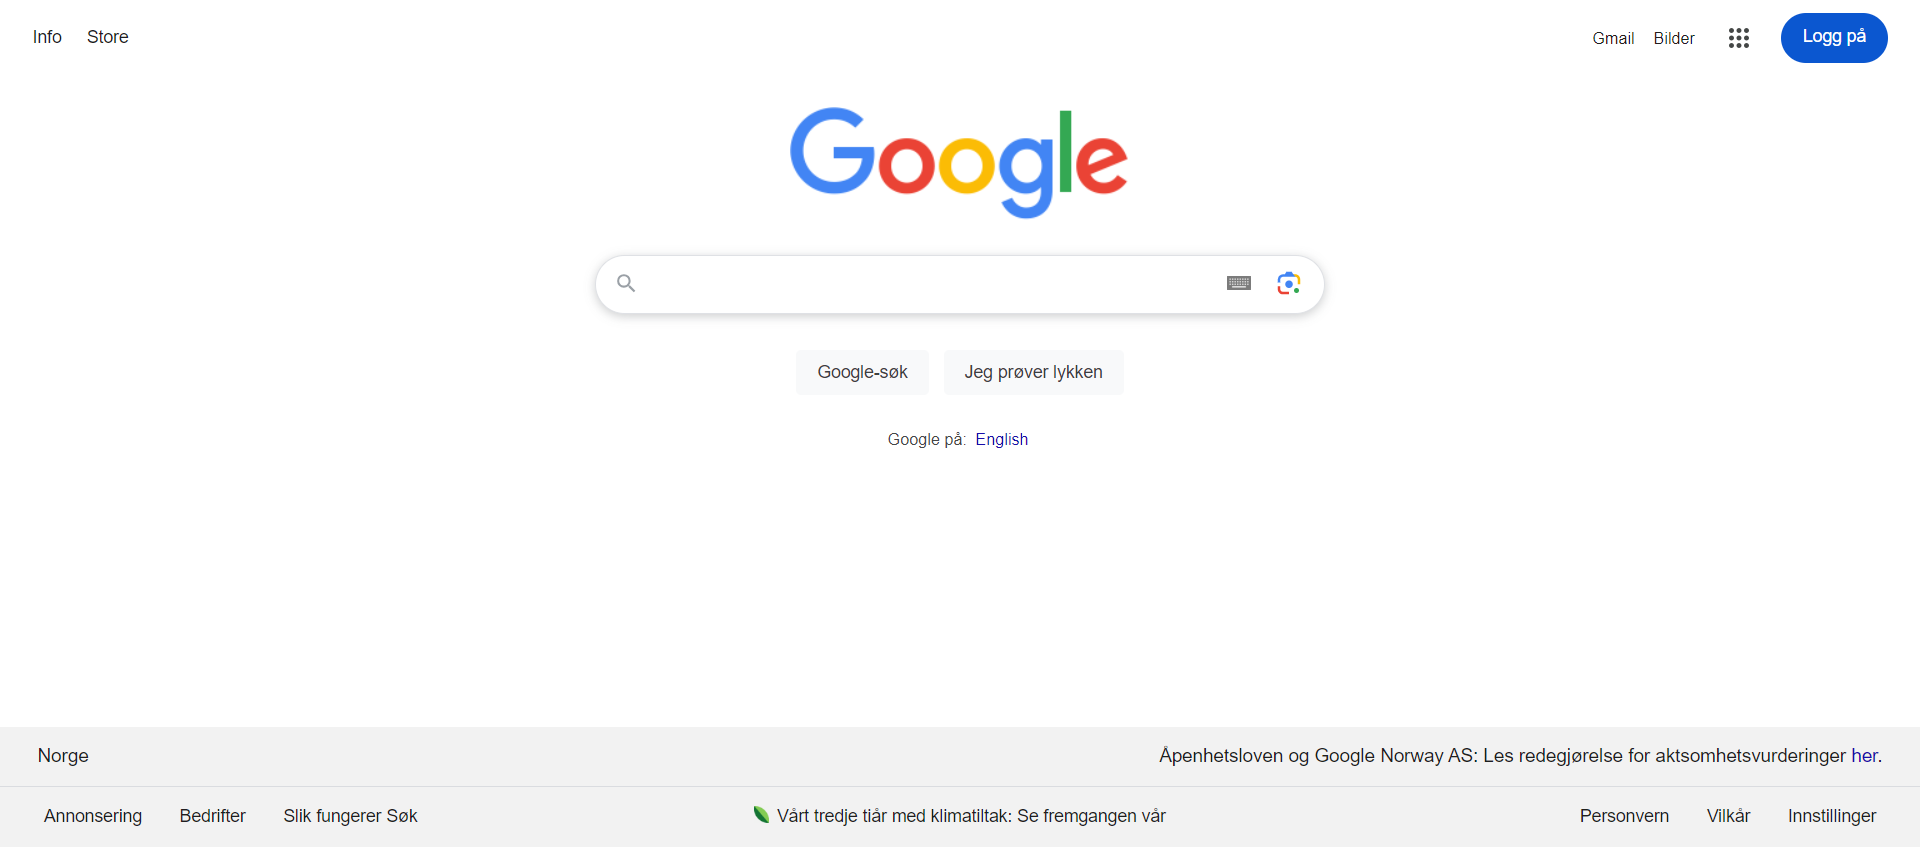 Info Store Gmail Bilder Logg på
Google
Google-søk Jeg prøver lykken
Google på: English
Norge Åpenhetsloven og Google Norway AS: Les redegjørelse for aktsomhetsvurderinger her.
Annonsering Bedrifter Slik fungerer Søk Vårt tredje tiår med klimatiltak: Se fremgangen vår Personvern Vilkår Innstillinger